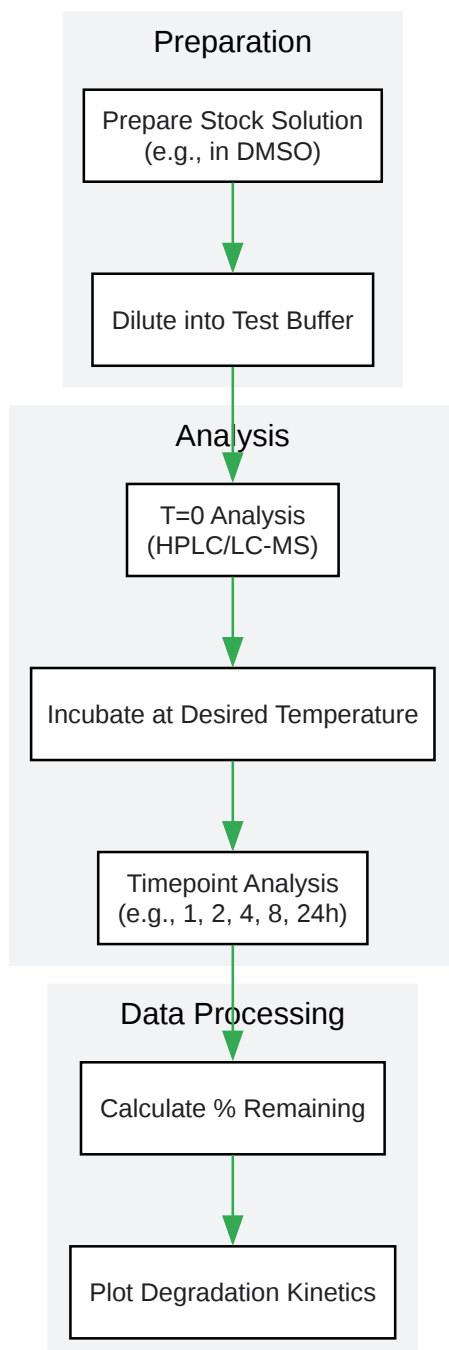 Preparation
Prepare Stock Solution
(e.g., in DMSO)
Dilute into Test Buffer
Analysis
T=0 Analysis
(HPLC/LC-MS)
Incubate at Desired Temperature
Timepoint Analysis
(e.g., 1, 2, 4, 8, 24h)
Data Processing
Calculate % Remaining
Plot Degradation Kinetics